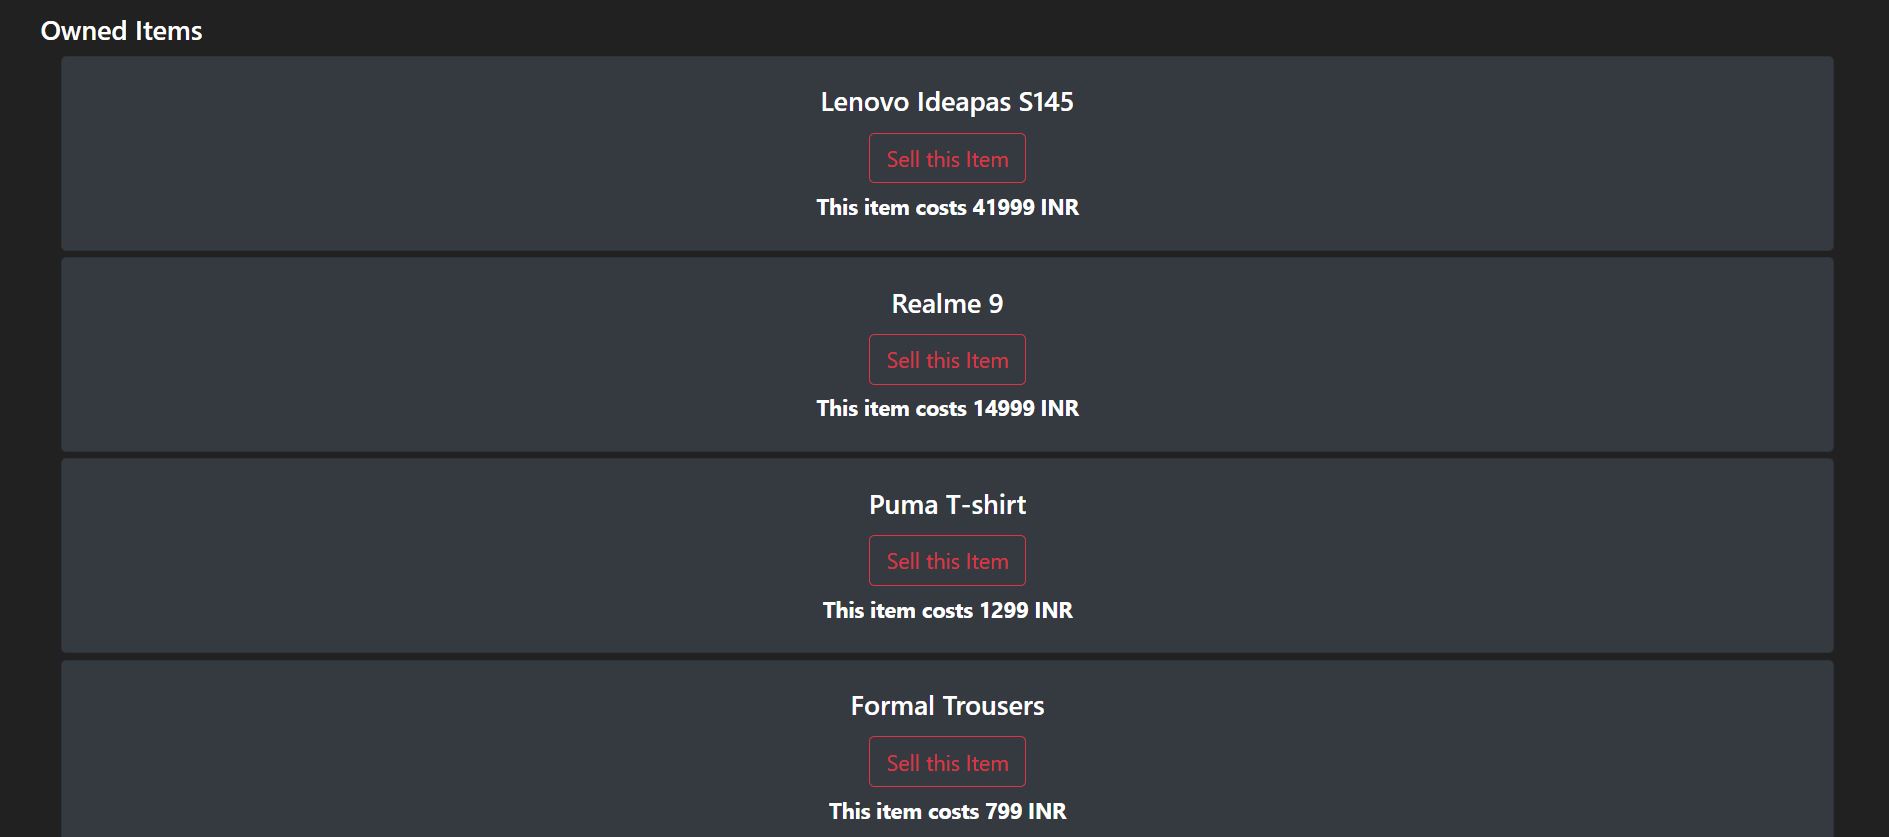 Owned Items
Lenovo Ideapas S145
Sell this Item
This item costs 41999 INR
Realme 9
Sell this Item
This item costs 14999 INR
Puma T-shirt
Sell this Item
This item costs 1299 INR
Formal Trousers
Sell this Item
This item costs 799 INR